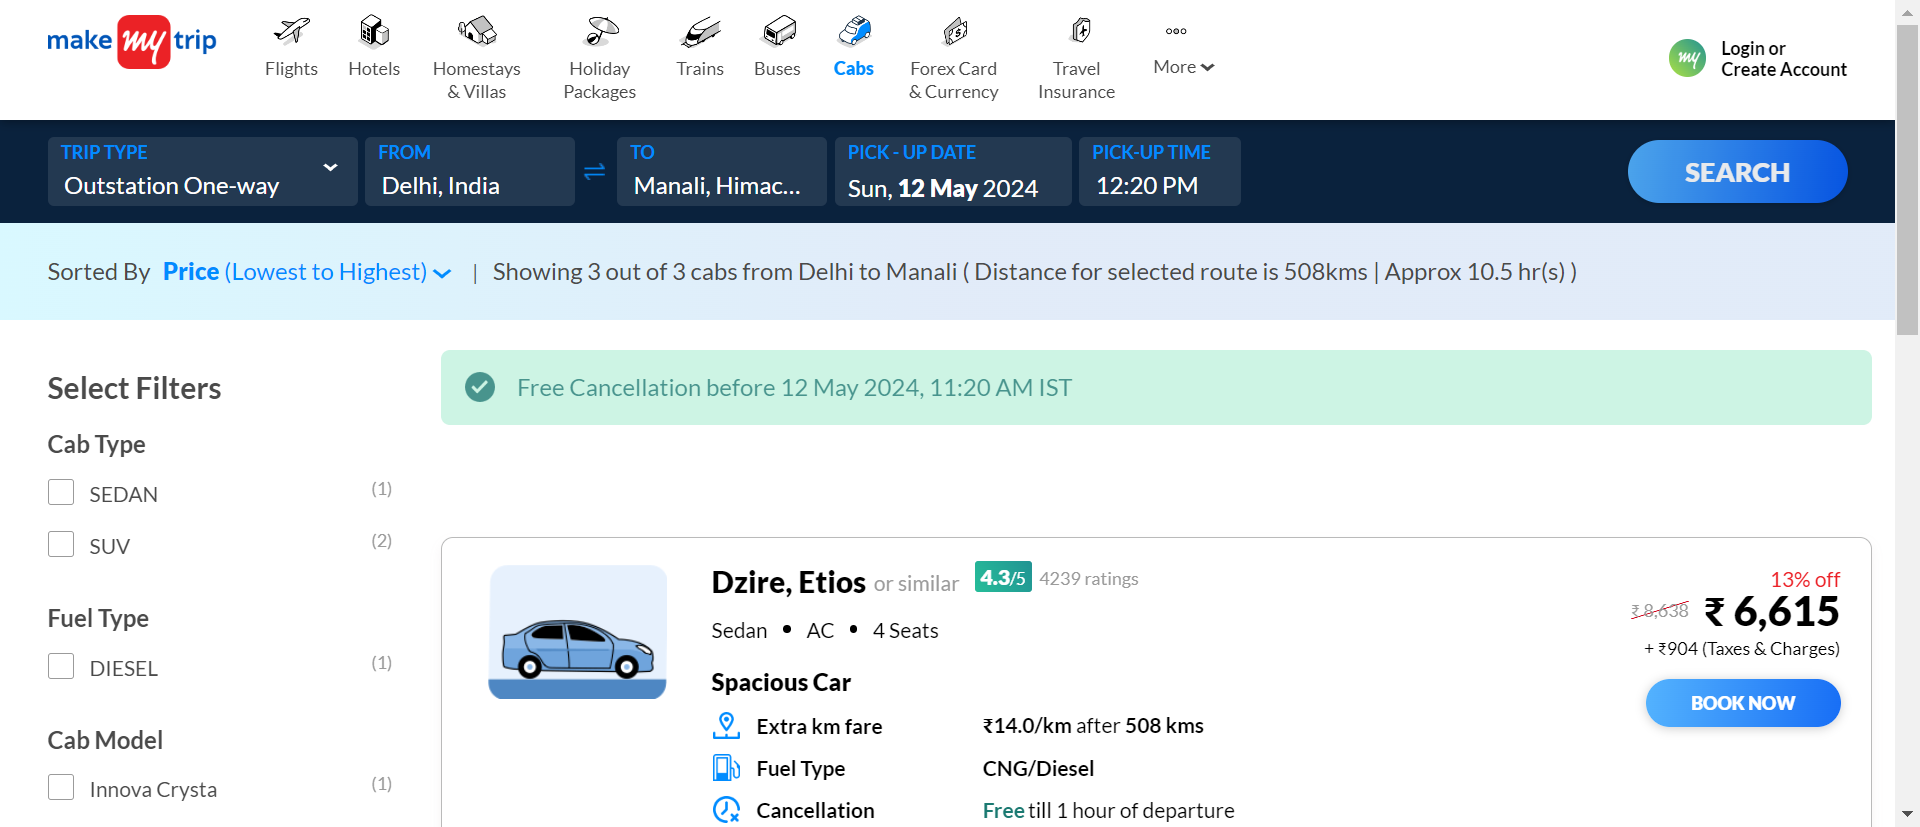 make my trip
Flights
Hotels
Homestays
& Villas
Holiday
Packages
Trains
Buses
Cabs
Forex Card
& Currency
Travel
Insurance
More
my
Login or
Create Account
TRIP TYPE
Outstation One-way
FROM
Delhi, India
TO
Manali, Himac...
PICK - UP DATE
Sun, 12 May 2024
PICK-UP TIME
12:20 PM
SEARCH
Sorted By Price (Lowest to Highest) | Showing 3 out of 3 cabs from Delhi to Manali ( Distance for selected route is 508kms | Approx 10.5 hr(s) )
Select Filters
Cab Type
SEDAN (1)
SUV (2)
Fuel Type
DIESEL (1)
Cab Model
Innova Crysta (1)
Free Cancellation before 12 May 2024, 11:20 AM IST
Dzire, Etios or similar 4.3/5 4239 ratings
Sedan • AC • 4 Seats
Spacious Car
Extra km fare ₹14.0/km after 508 kms
Fuel Type CNG/Diesel
Cancellation Free till 1 hour of departure
13% off
₹ 8,638 ₹ 6,615
+ ₹904 (Taxes & Charges)
BOOK NOW